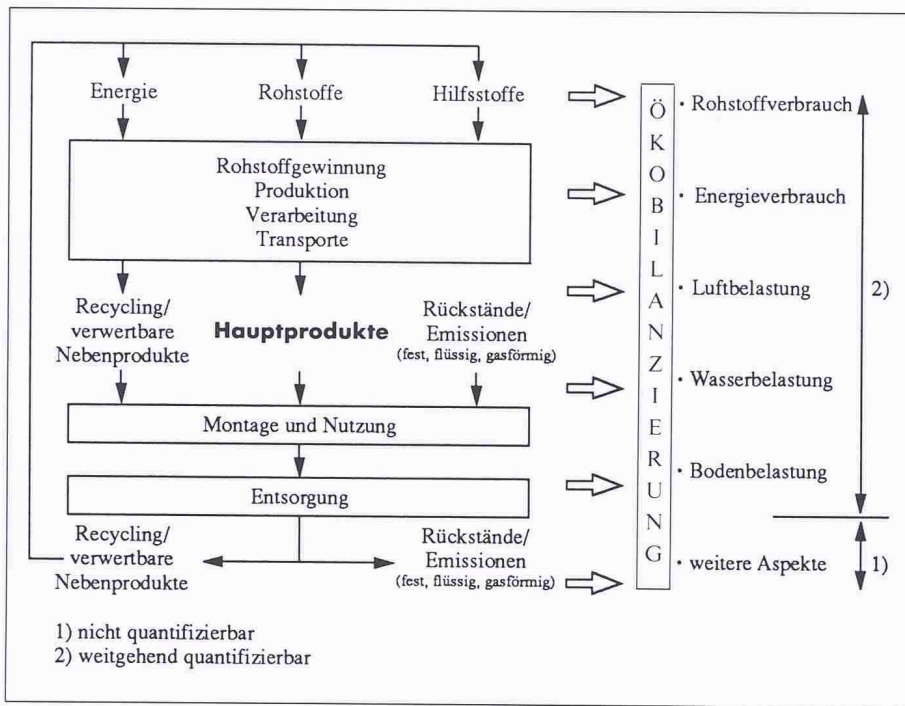 Energie
Rohstoffe
Hilfsstoffe
Rohstoffgewinnung
Produktion
Verarbeitung
Transporte
Recycling/
verwertbare
Nebenprodukte
Hauptprodukte
Rückstände/
Emissionen
(fest, flüssig, gasförmig)
Montage und Nutzung
Entsorgung
Recycling/
verwertbare
Nebenprodukte
Rückstände/
Emissionen
(fest, flüssig, gasförmig)
ÖKOBILANZIERUNG
· Rohstoffverbrauch
· Energieverbrauch
· Luftbelastung
· Wasserbelastung
· Bodenbelastung
· weitere Aspekte
2)
1)
1) nicht quantifizierbar
2) weitgehend quantifizierbar